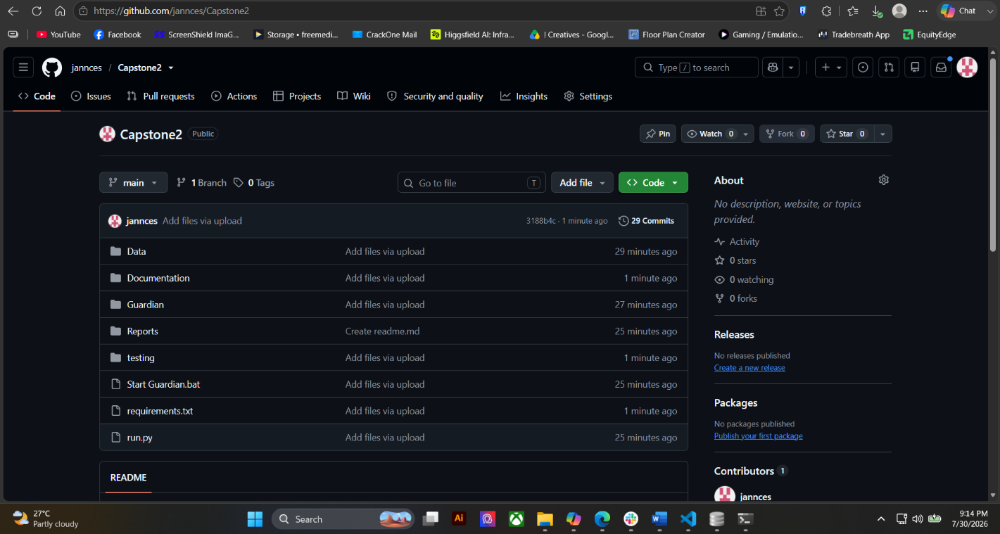 https://github.com/jannces/Capstone2
Chat
YouTube
Facebook
SS ScreenShield ImaG...
Storage • freemedi...
CrackOne Mail
Higgsfield AI: Infra...
! Creatives - Googl...
Floor Plan Creator
Gaming / Emulatio...
Tradebreath App
EquityEdge
jannces / Capstone2
Type / to search
Code
Issues
Pull requests
Actions
Projects
Wiki
Security and quality
Insights
Settings
Capstone2 Public
Pin
Watch 0
Fork 0
Star 0
main
1 Branch
0 Tags
Go to file T
Add file
Code
jannces Add files via upload 3188b4c · 1 minute ago 29 Commits
Data Add files via upload 29 minutes ago
Documentation Add files via upload 1 minute ago
Guardian Add files via upload 27 minutes ago
Reports Create readme.md 25 minutes ago
testing Add files via upload 1 minute ago
Start Guardian.bat Add files via upload 25 minutes ago
requirements.txt Add files via upload 1 minute ago
run.py Add files via upload 25 minutes ago
README
About
No description, website, or topics
provided.
Activity
0 stars
0 watching
0 forks
Releases
No releases published
Create a new release
Packages
No packages published
Publish your first package
Contributors 1
jannces
27°C
Partly cloudy
Search
Ai
W
9:14 PM
7/30/2026